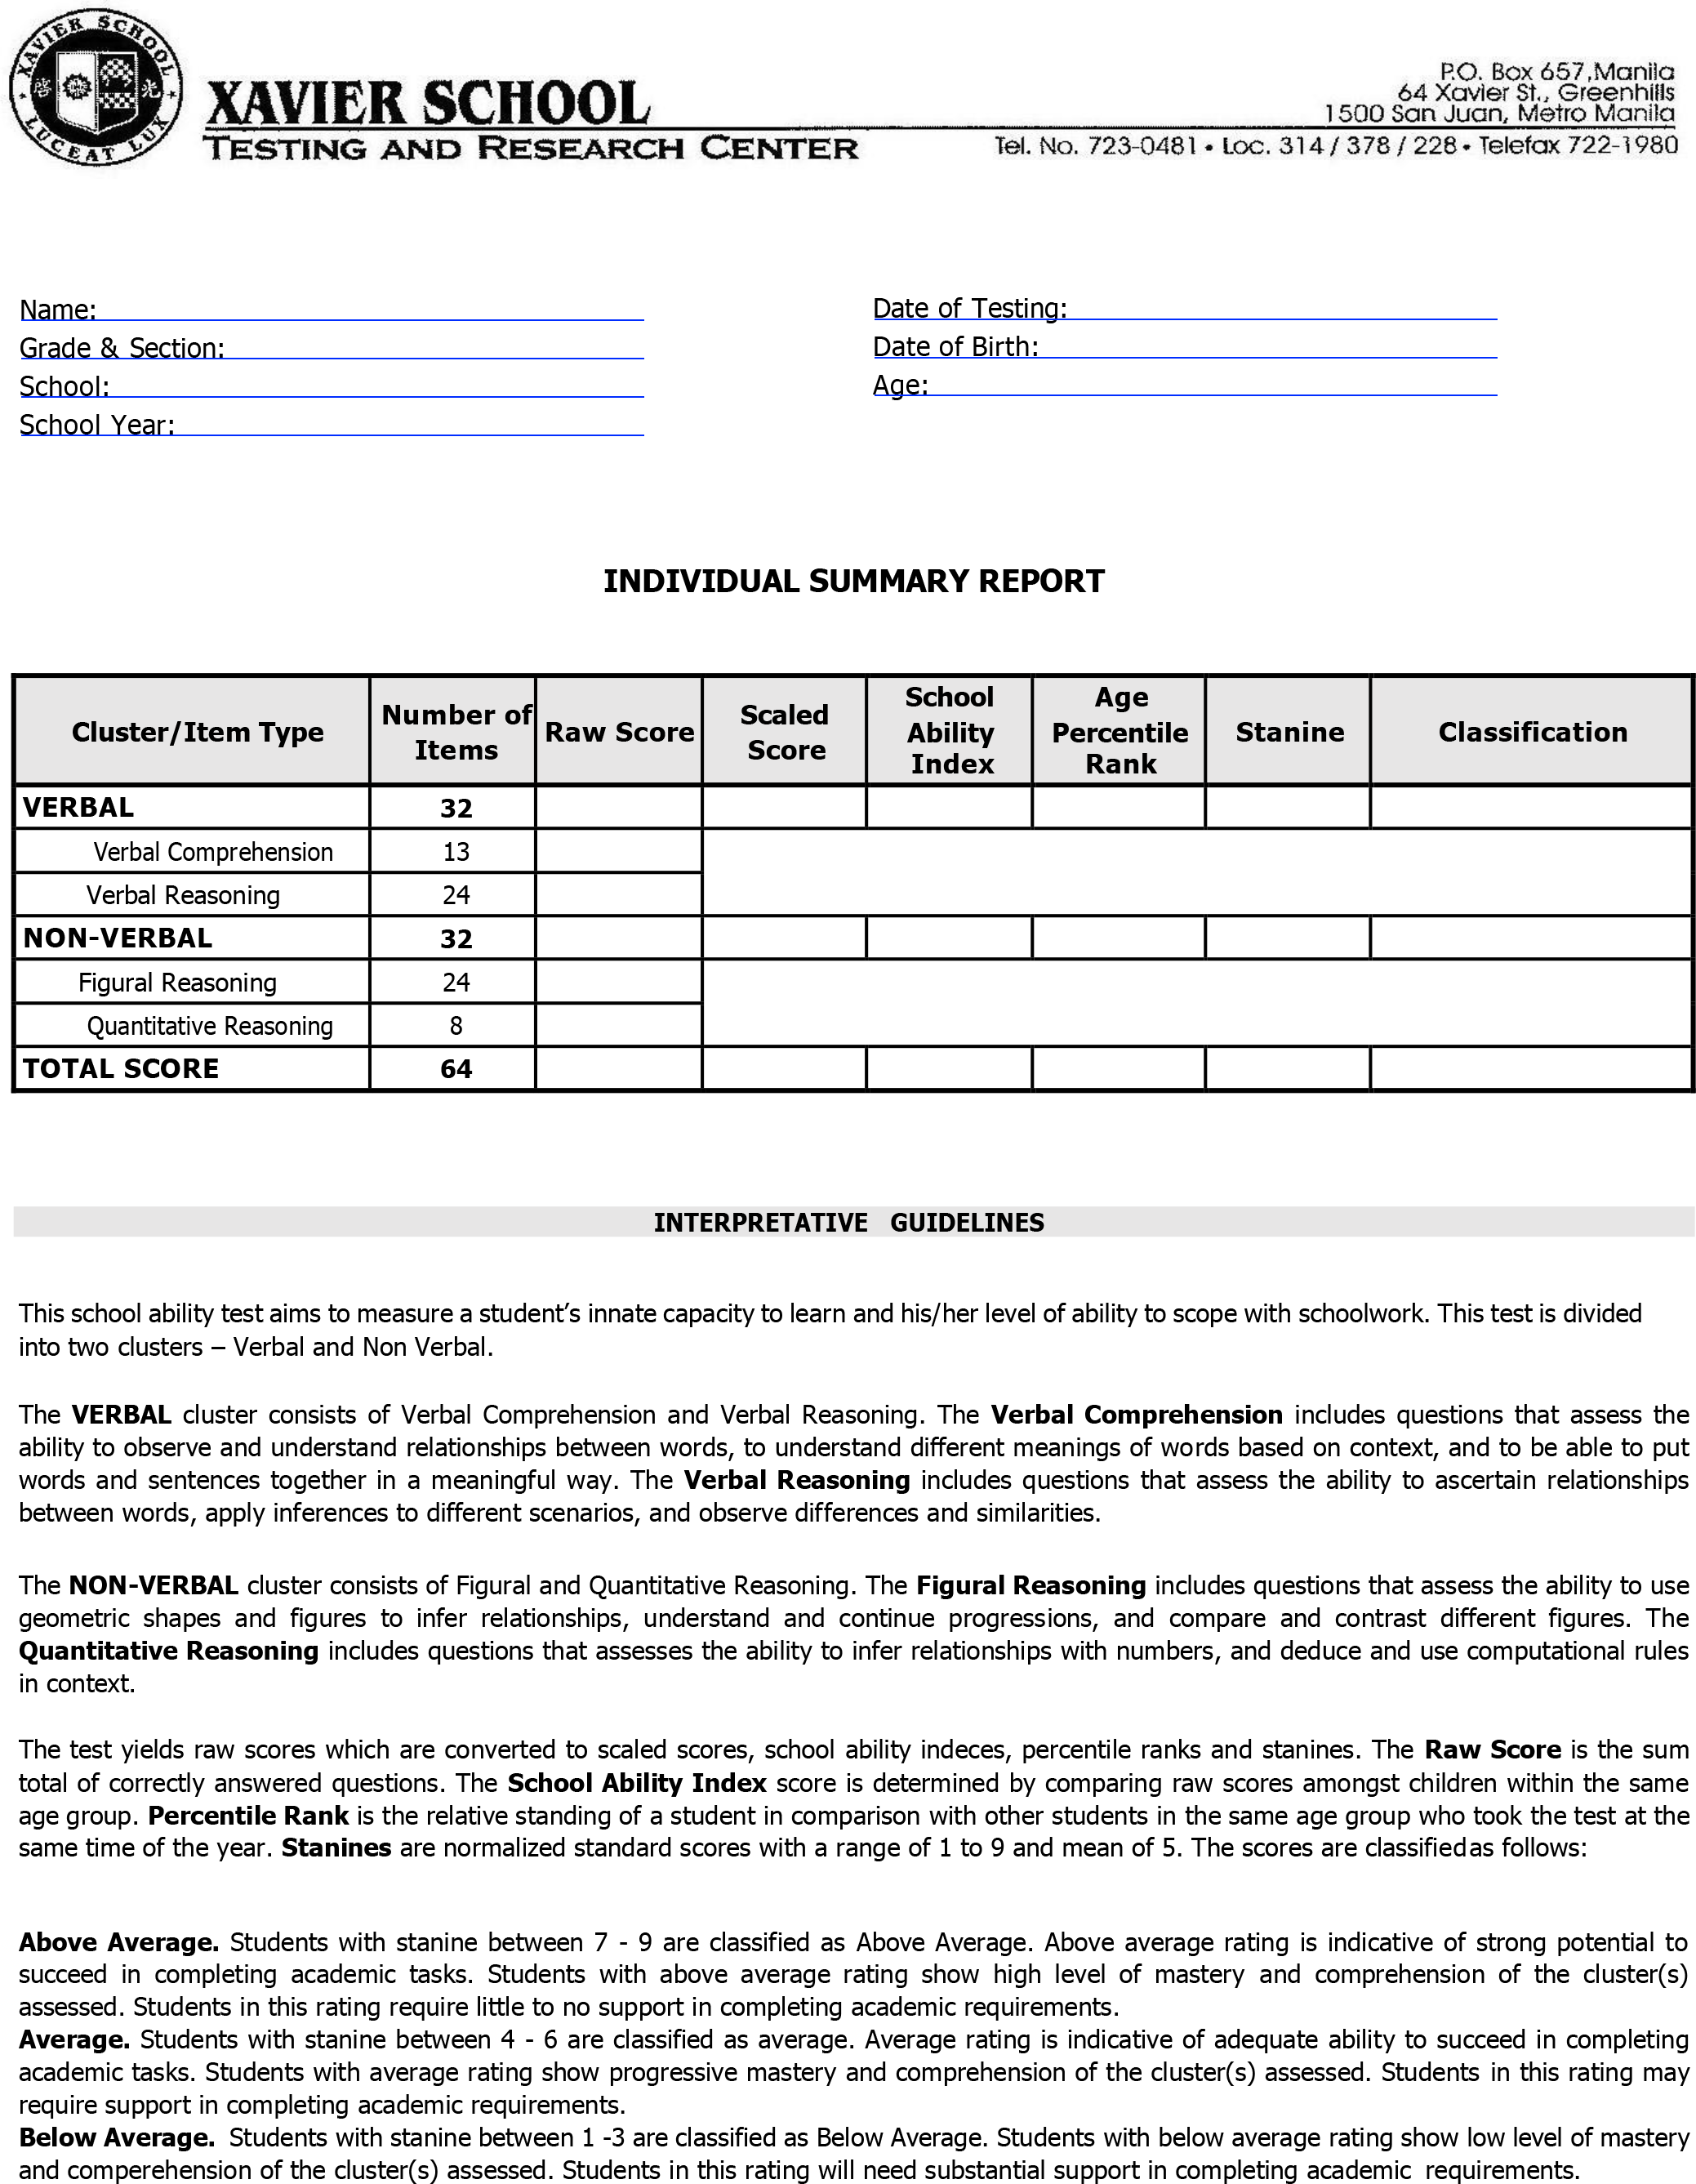 XAVIER SCHOOL
啓 光
LUCEAT LUX
XAVIER SCHOOL
TESTING AND RESEARCH CENTER
P.O. Box 657, Manila
64 Xavier St., Greenhills
1500 San Juan, Metro Manila
Tel. No. 723-0481 • Loc. 314 / 378 / 228 • Telefax 722-1980
Name:
Grade & Section:
School:
School Year:
Date of Testing:
Date of Birth:
Age:
INDIVIDUAL SUMMARY REPORT
Cluster/Item Type Number of Items Raw Score Scaled Score School Ability Index Age Percentile Rank Stanine Classification
VERBAL 32
Verbal Comprehension 13
Verbal Reasoning 24
NON-VERBAL 32
Figural Reasoning 24
Quantitative Reasoning 8
TOTAL SCORE 64
INTERPRETATIVE GUIDELINES
This school ability test aims to measure a student’s innate capacity to learn and his/her level of ability to scope with schoolwork. This test is divided
into two clusters – Verbal and Non Verbal.
The VERBAL cluster consists of Verbal Comprehension and Verbal Reasoning. The Verbal Comprehension includes questions that assess the
ability to observe and understand relationships between words, to understand different meanings of words based on context, and to be able to put
words and sentences together in a meaningful way. The Verbal Reasoning includes questions that assess the ability to ascertain relationships
between words, apply inferences to different scenarios, and observe differences and similarities.
The NON-VERBAL cluster consists of Figural and Quantitative Reasoning. The Figural Reasoning includes questions that assess the ability to use
geometric shapes and figures to infer relationships, understand and continue progressions, and compare and contrast different figures. The
Quantitative Reasoning includes questions that assesses the ability to infer relationships with numbers, and deduce and use computational rules
in context.
The test yields raw scores which are converted to scaled scores, school ability indeces, percentile ranks and stanines. The Raw Score is the sum
total of correctly answered questions. The School Ability Index score is determined by comparing raw scores amongst children within the same
age group. Percentile Rank is the relative standing of a student in comparison with other students in the same age group who took the test at the
same time of the year. Stanines are normalized standard scores with a range of 1 to 9 and mean of 5. The scores are classified as follows:
Above Average. Students with stanine between 7 - 9 are classified as Above Average. Above average rating is indicative of strong potential to
succeed in completing academic tasks. Students with above average rating show high level of mastery and comprehension of the cluster(s)
assessed. Students in this rating require little to no support in completing academic requirements.
Average. Students with stanine between 4 - 6 are classified as average. Average rating is indicative of adequate ability to succeed in completing
academic tasks. Students with average rating show progressive mastery and comprehension of the cluster(s) assessed. Students in this rating may
require support in completing academic requirements.
Below Average. Students with stanine between 1 -3 are classified as Below Average. Students with below average rating show low level of mastery
and comperehension of the cluster(s) assessed. Students in this rating will need substantial support in completing academic requirements.